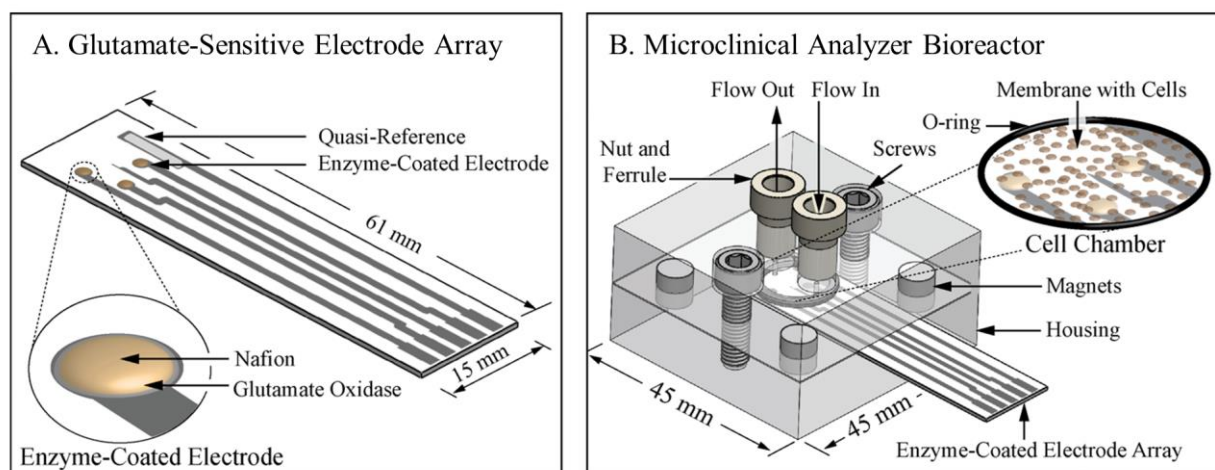 A. Glutamate-Sensitive Electrode Array
Quasi-Reference
Enzyme-Coated Electrode
61 mm
15 mm
Nafion
Glutamate Oxidase
Enzyme-Coated Electrode
B. Microclinical Analyzer Bioreactor
Flow Out
Flow In
Membrane with Cells
O-ring
Nut and
Ferrule
Screws
Cell Chamber
Magnets
Housing
45 mm
45 mm
Enzyme-Coated Electrode Array